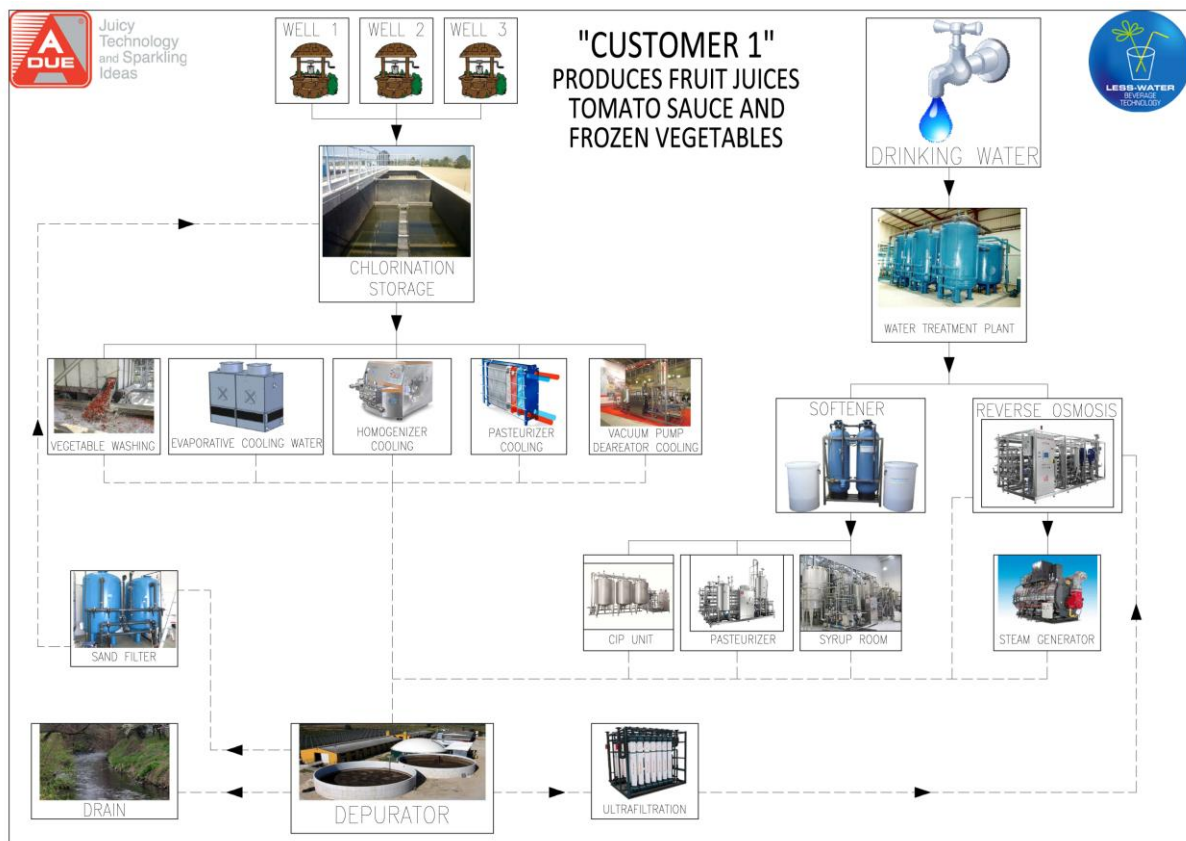 A
DUE
Juicy
Technology
and Sparkling
Ideas
WELL 1
WELL 2
WELL 3
"CUSTOMER 1"
PRODUCES FRUIT JUICES
TOMATO SAUCE AND
FROZEN VEGETABLES
DRINKING WATER
LESS-WATER
BEVERAGE
TECHNOLOGY
CHLORINATION
STORAGE
WATER TREATMENT PLANT
VEGETABLE WASHING
EVAPORATIVE COOLING WATER
HOMOGENIZER
COOLING
PASTEURIZER
COOLING
VACUUM PUMP
DEAREATOR COOLING
SOFTENER
REVERSE OSMOSIS
SAND FILTER
CIP UNIT
PASTEURIZER
SYRUP ROOM
STEAM GENERATOR
DRAIN
DEPURATOR
ULTRAFILTRATION